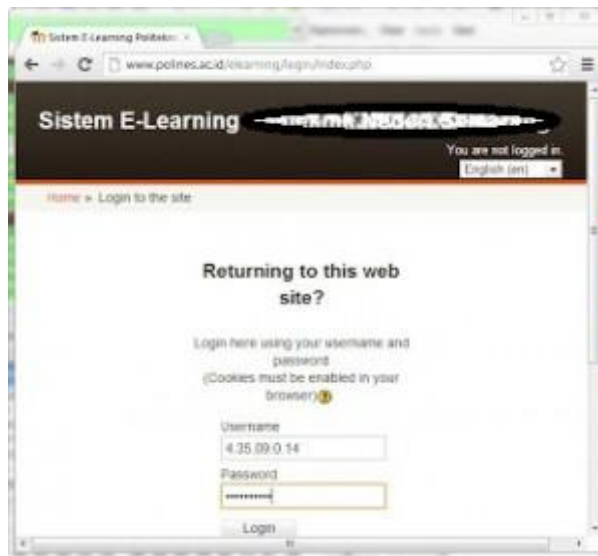 Sistem E-Learning Politekni
www.polines.ac.id/elearning/login/index.php
Sistem E-Learning
You are not logged in.
English (en)
Home » Login to the site
Returning to this web
site?
Login here using your username and
password
(Cookies must be enabled in your
browser)
Username
4.35.09.0.14
Password
Login